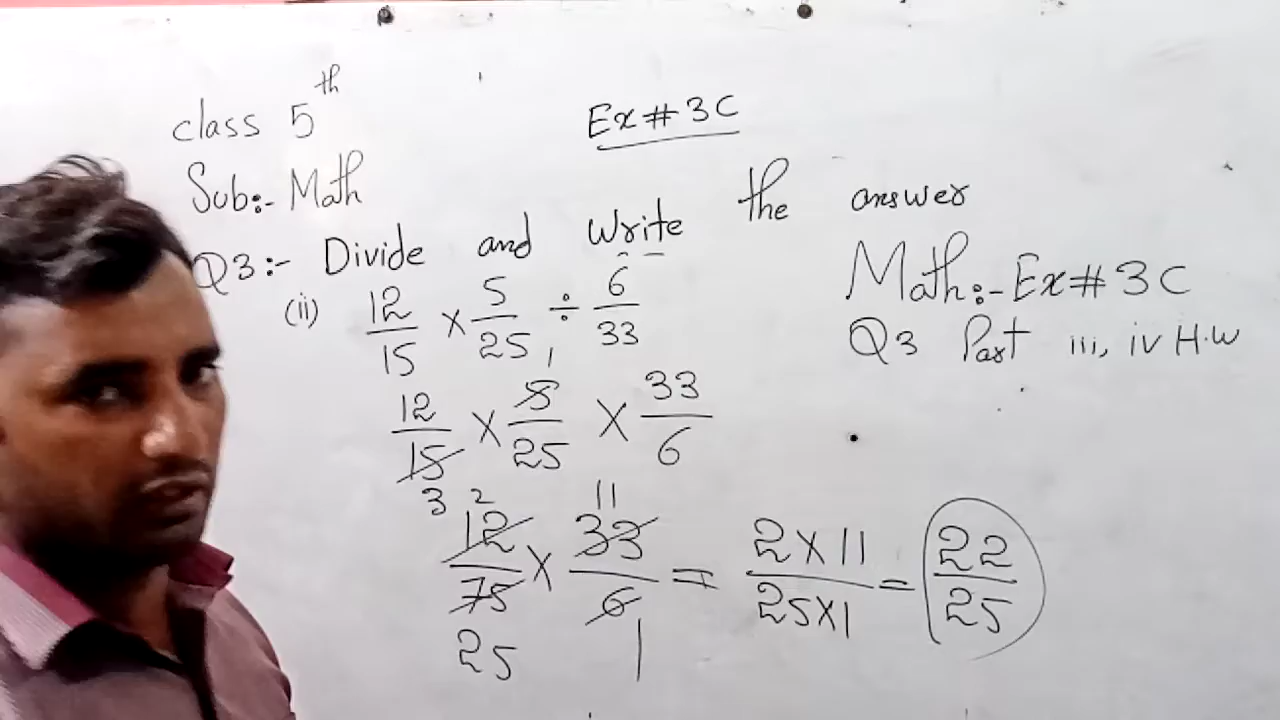 class 5th
Ex # 3C
Sub:- Math
Q3:- Divide and Write the answer
(ii) 12/15 × 5/25 ÷ 6/33
Math:- Ex # 3C
Q3 Part iii, iv H.W
1
12/15 × 5/25 × 33/6
3
2 11
12/75 × 33/6 = 2×11/25×1 = 22/25
25 1